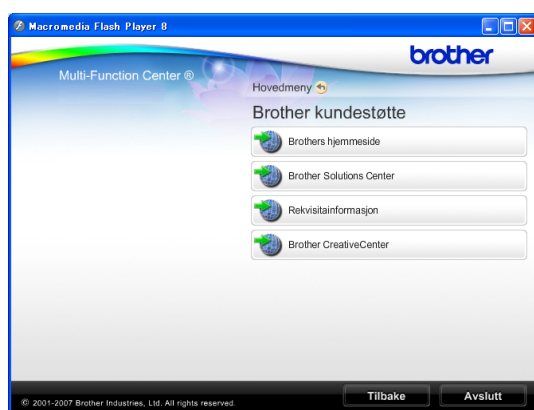 Macromedia Flash Player 8
brother
Multi-Function Center ®
Hovedmeny
Brother kundestøtte
Brothers hjemmeside
Brother Solutions Center
Rekvisitainformasjon
Brother CreativeCenter
© 2001-2007 Brother Industries, Ltd. All rights reserved.
Tilbake
Avslutt